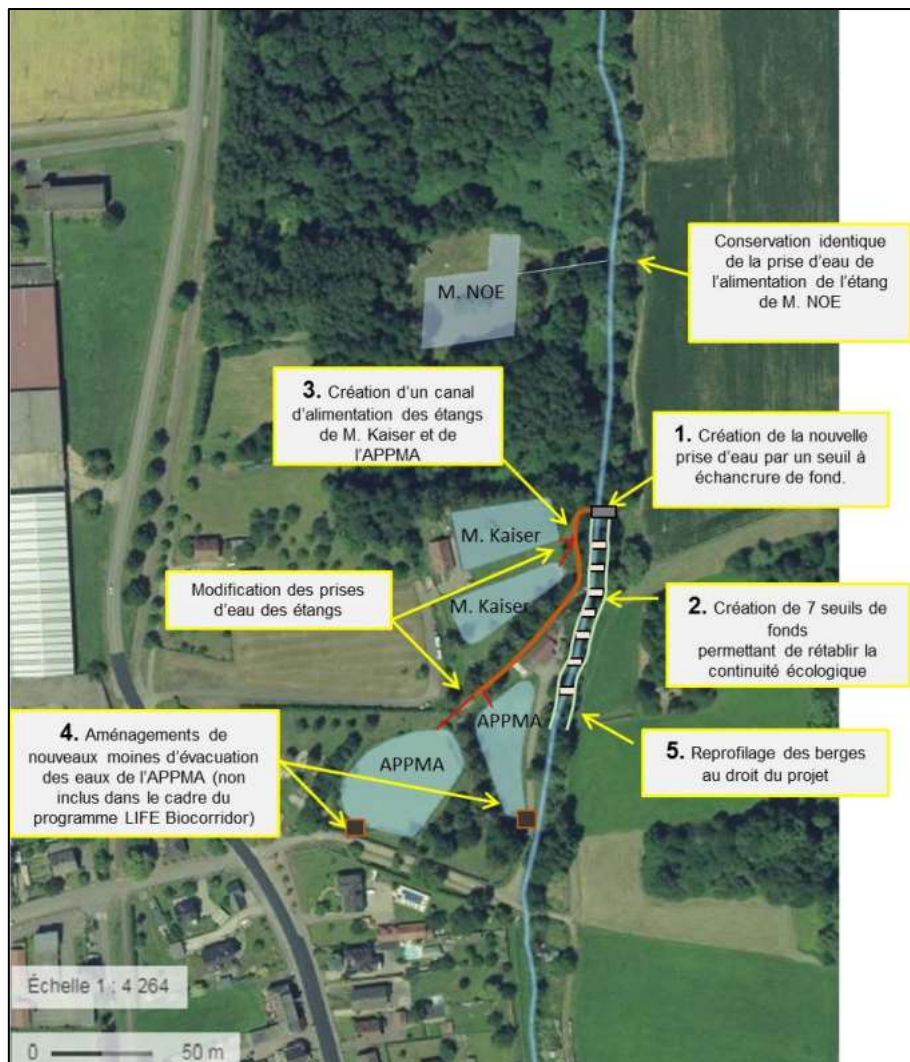 Conservation identique
de la prise d'eau de
l'alimentation de l'étang
de M. NOE
M. NOE
3. Création d'un canal
d'alimentation des étangs
de M. Kaiser et de
l'APPMA
1. Création de la nouvelle
prise d'eau par un seuil à
échancrure de fond.
M. Kaiser
Modification des prises
d'eau des étangs
M. Kaiser
2. Création de 7 seuils de
fonds
permettant de rétablir la
continuité écologique
APPMA
4. Aménagements de
nouveaux moines d'évacuation
des eaux de l'APPMA (non
inclus dans le cadre du
programme LIFE Biocorridor)
APPMA
5. Reprofilage des berges
au droit du projet
Échelle 1 : 4 264
0 50 m